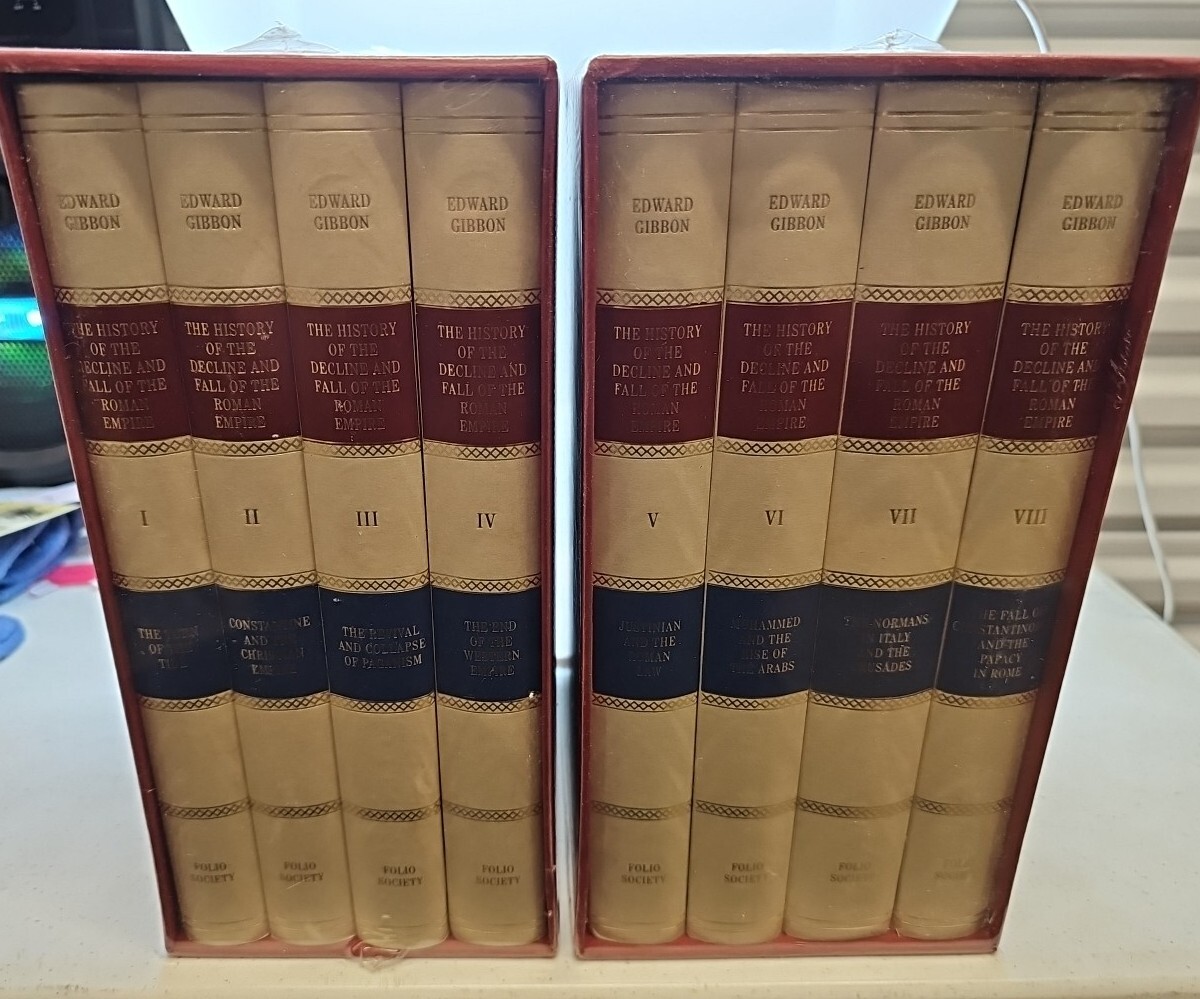 EDWARD
GIBBON
THE HISTORY
OF THE
DECLINE AND
FALL OF THE
ROMAN
EMPIRE
I
THE
OF
FOLIO
SOCIETY
EDWARD
GIBBON
THE HISTORY
OF THE
DECLINE AND
FALL OF THE
ROMAN
EMPIRE
II
CONSTANTINE
AND THE
CHRISTIAN
EMPIRE
FOLIO
SOCIETY
EDWARD
GIBBON
THE HISTORY
OF THE
DECLINE AND
FALL OF THE
ROMAN
EMPIRE
III
THE REVIVAL
AND COLLAPSE
OF PAGANISM
FOLIO
SOCIETY
EDWARD
GIBBON
THE HISTORY
OF THE
DECLINE AND
FALL OF THE
ROMAN
EMPIRE
IV
THE END
OF THE
WESTERN
EMPIRE
FOLIO
SOCIETY
EDWARD
GIBBON
THE HISTORY
OF THE
DECLINE AND
FALL OF THE
ROMAN
EMPIRE
V
JUSTINIAN
AND THE
ROMAN
LAW
FOLIO
SOCIETY
EDWARD
GIBBON
THE HISTORY
OF THE
DECLINE AND
FALL OF THE
ROMAN
EMPIRE
VI
MOHAMMED
AND THE
RISE OF
THE ARABS
FOLIO
SOCIETY
EDWARD
GIBBON
THE HISTORY
OF THE
DECLINE AND
FALL OF THE
ROMAN
EMPIRE
VII
THE NORMANS
IN ITALY
AND THE
CRUSADES
FOLIO
SOCIETY
EDWARD
GIBBON
THE HISTORY
OF THE
DECLINE AND
FALL OF THE
ROMAN
EMPIRE
VIII
THE FALL OF
CONSTANTINOPLE
AND THE
PAPACY
IN ROME